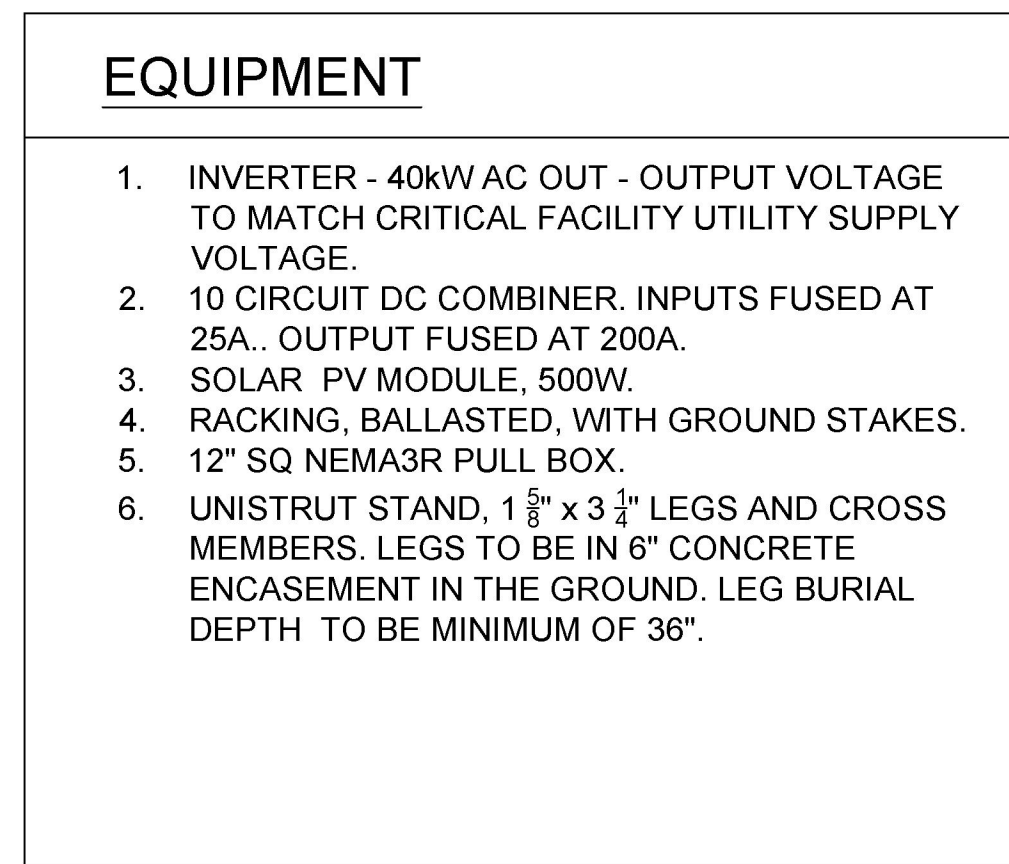 EQUIPMENT
1. INVERTER - 40kW AC OUT - OUTPUT VOLTAGE
TO MATCH CRITICAL FACILITY UTILITY SUPPLY
VOLTAGE.
2. 10 CIRCUIT DC COMBINER. INPUTS FUSED AT
25A.. OUTPUT FUSED AT 200A.
3. SOLAR  PV MODULE, 500W.
4. RACKING, BALLASTED, WITH GROUND STAKES.
5. 12" SQ NEMA3R PULL BOX.
6. UNISTRUT STAND, 1 5/8" x 3 1/4" LEGS AND CROSS
MEMBERS. LEGS TO BE IN 6" CONCRETE
ENCASEMENT IN THE GROUND. LEG BURIAL
DEPTH  TO BE MINIMUM OF 36".